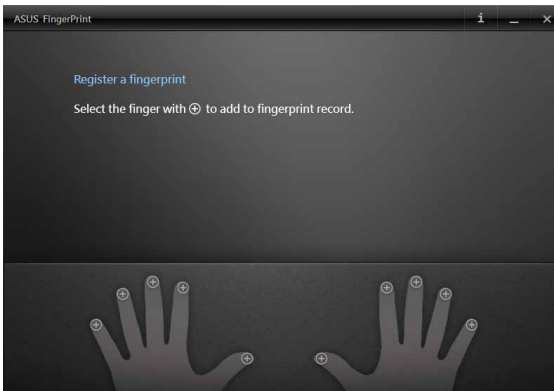 ASUS FingerPrint
Register a fingerprint
Select the finger with ⊕ to add to fingerprint record.